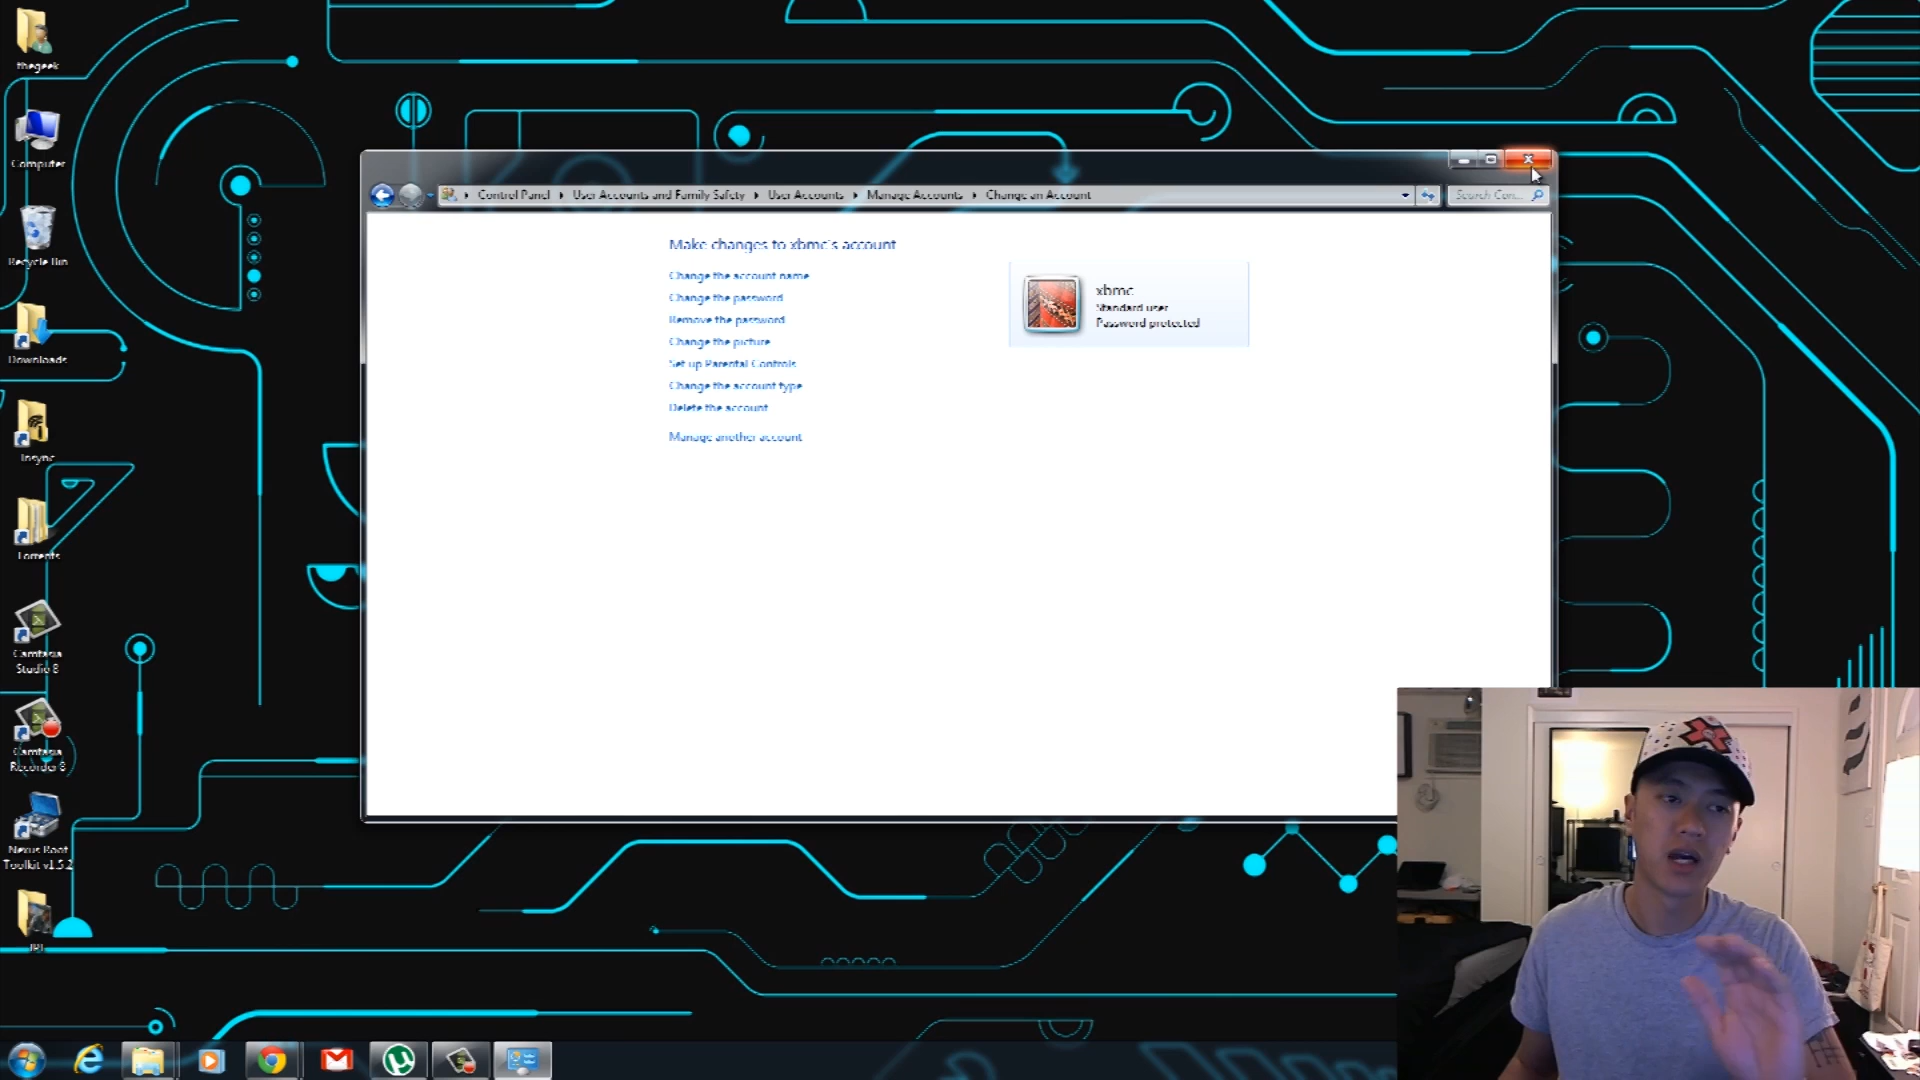 thegeek
Computer
Recycle Bin
Downloads
Insync
Torrents
Camtasia
Studio 8
Camtasia
Recorder 8
Nexus Root
Toolkit v1.5.2
Control Panel
User Accounts and Family Safety
User Accounts
Manage Accounts
Change an Account
Search Con...
Make changes to xbmc's account
Change the account name
Change the password
Remove the password
Change the picture
Set up Parental Controls
Change the account type
Delete the account
Manage another account
xbmc
Standard user
Password protected